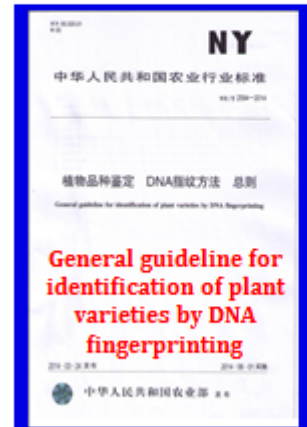 NY
中华人民共和国农业行业标准
植物品种鉴定 DNA指纹方法 总则
General guideline for identification of plant varieties by DNA fingerprinting
General guideline for
identification of plant
varieties by DNA
fingerprinting
中华人民共和国农业部 发布